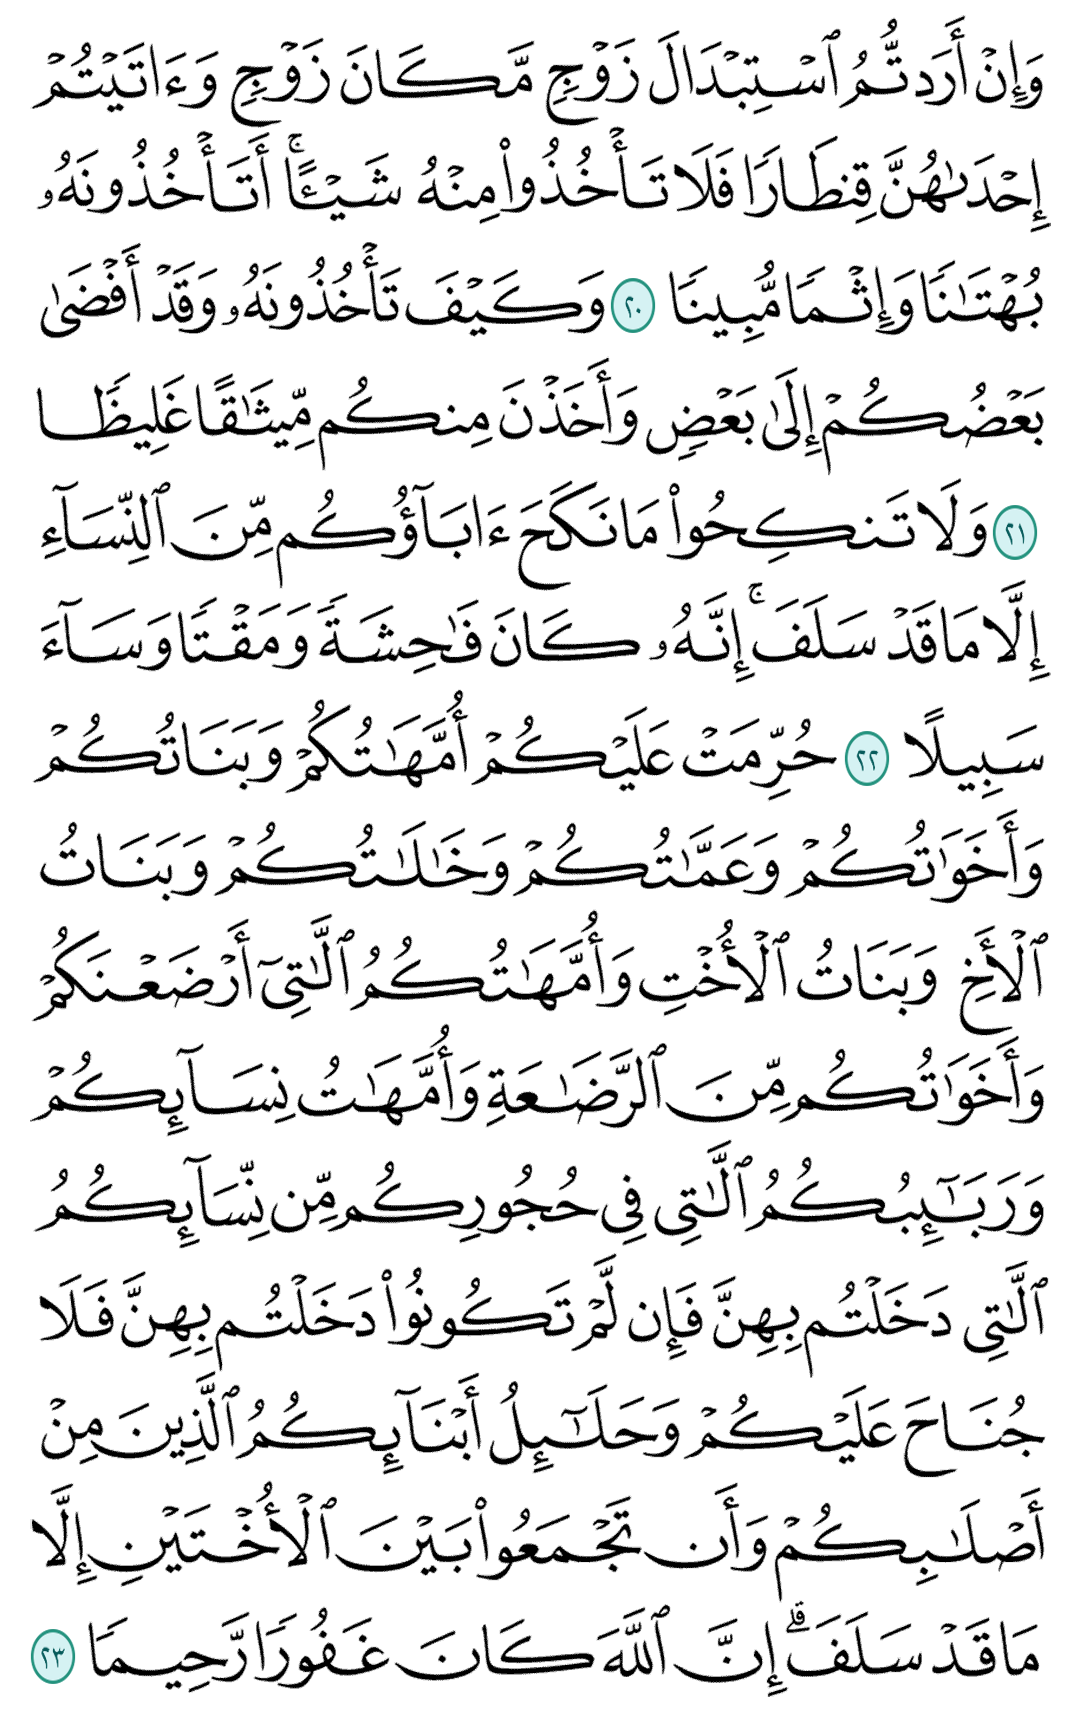 وَإِنْ أَرَدتُّمُ ٱسْتِبْدَالَ زَوْجٍ مَّكَانَ زَوْجٍ وَءَاتَيْتُمْ
إِحْدَىٰهُنَّ قِنطَارًا فَلَا تَأْخُذُوا۟ مِنْهُ شَيْـًٔا ۚ أَتَأْخُذُونَهُۥ
بُهْتَـٰنًا وَإِثْمًا مُّبِينًا ٢٠ وَكَيْفَ تَأْخُذُونَهُۥ وَقَدْ أَفْضَىٰ
بَعْضُكُمْ إِلَىٰ بَعْضٍ وَأَخَذْنَ مِنكُم مِّيثَـٰقًا غَلِيظًا
٢١ وَلَا تَنكِحُوا۟ مَا نَكَحَ ءَابَآؤُكُم مِّنَ ٱلنِّسَآءِ
إِلَّا مَا قَدْ سَلَفَ ۚ إِنَّهُۥ كَانَ فَـٰحِشَةً وَمَقْتًا وَسَآءَ
سَبِيلًا ٢٢ حُرِّمَتْ عَلَيْكُمْ أُمَّهَـٰتُكُمْ وَبَنَاتُكُمْ
وَأَخَوَٰتُكُمْ وَعَمَّـٰتُكُمْ وَخَـٰلَـٰتُكُمْ وَبَنَاتُ
ٱلْأَخِ وَبَنَاتُ ٱلْأُخْتِ وَأُمَّهَـٰتُكُمُ ٱلَّـٰتِىٓ أَرْضَعْنَكُمْ
وَأَخَوَٰتُكُم مِّنَ ٱلرَّضَـٰعَةِ وَأُمَّهَـٰتُ نِسَآئِكُمْ
وَرَبَـٰٓئِبُكُمُ ٱلَّـٰتِى فِى حُجُورِكُم مِّن نِّسَآئِكُمُ
ٱلَّـٰتِى دَخَلْتُم بِهِنَّ فَإِن لَّمْ تَكُونُوا۟ دَخَلْتُم بِهِنَّ فَلَا
جُنَاحَ عَلَيْكُمْ وَحَلَـٰٓئِلُ أَبْنَآئِكُمُ ٱلَّذِينَ مِنْ
أَصْلَـٰبِكُمْ وَأَن تَجْمَعُوا۟ بَيْنَ ٱلْأُخْتَيْنِ إِلَّا
مَا قَدْ سَلَفَ ۗ إِنَّ ٱللَّهَ كَانَ غَفُورًا رَّحِيمًا ٢٣